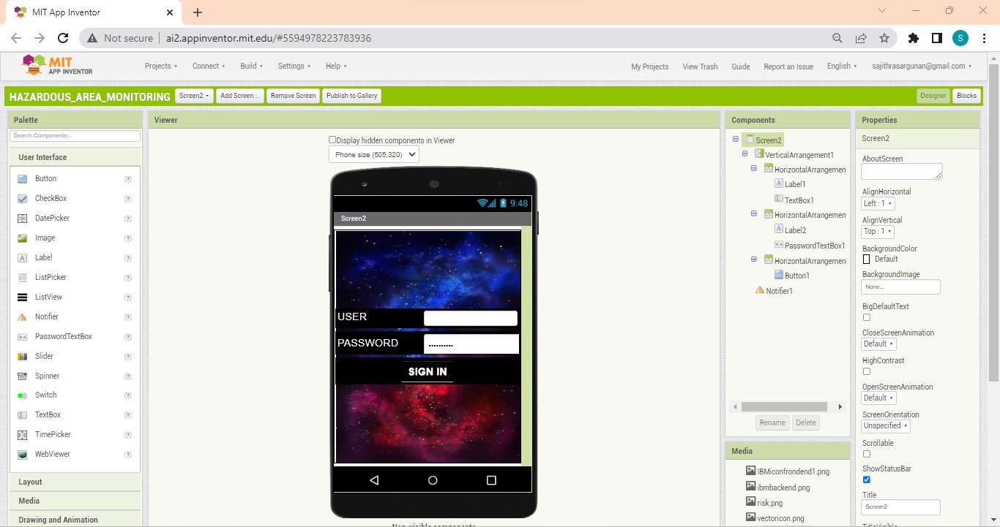 MIT App Inventor
Not secure
ai2.appinventor.mit.edu/#5594978223783936
S
MIT
APP INVENTOR
Projects
Connect
Build
Settings
Help
My Projects
View Trash
Guide
Report an Issue
English
sajithrasargunan@gmail.com
HAZARDOUS_AREA_MONITORING
Screen2
Add Screen ...
Remove Screen
Publish to Gallery
Designer
Blocks
Palette
Search Components...
User Interface
Button
CheckBox
DatePicker
Image
Label
ListPicker
ListView
Notifier
PasswordTextBox
Slider
Spinner
Switch
TextBox
TimePicker
WebViewer
Layout
Media
Drawing and Animation
Viewer
Display hidden components in Viewer
Phone size (505,320)
9:48
Screen2
USER
PASSWORD
SIGN IN
Non-visible components
Components
Screen2
VerticalArrangement1
HorizontalArrangemen
Label1
TextBox1
HorizontalArrangemen
Label2
PasswordTextBox1
HorizontalArrangemen
Button1
Notifier1
Rename
Delete
Media
IBMiconfrondend1.png
ibmbackend.png
risk.png
vectoricon.png
Properties
Screen2
AboutScreen
AlignHorizontal
Left : 1
AlignVertical
Top : 1
BackgroundColor
Default
BackgroundImage
None...
BigDefaultText
CloseScreenAnimation
Default
HighContrast
OpenScreenAnimation
Default
ScreenOrientation
Unspecified
Scrollable
ShowStatusBar
Title
Screen2
TitleVisible